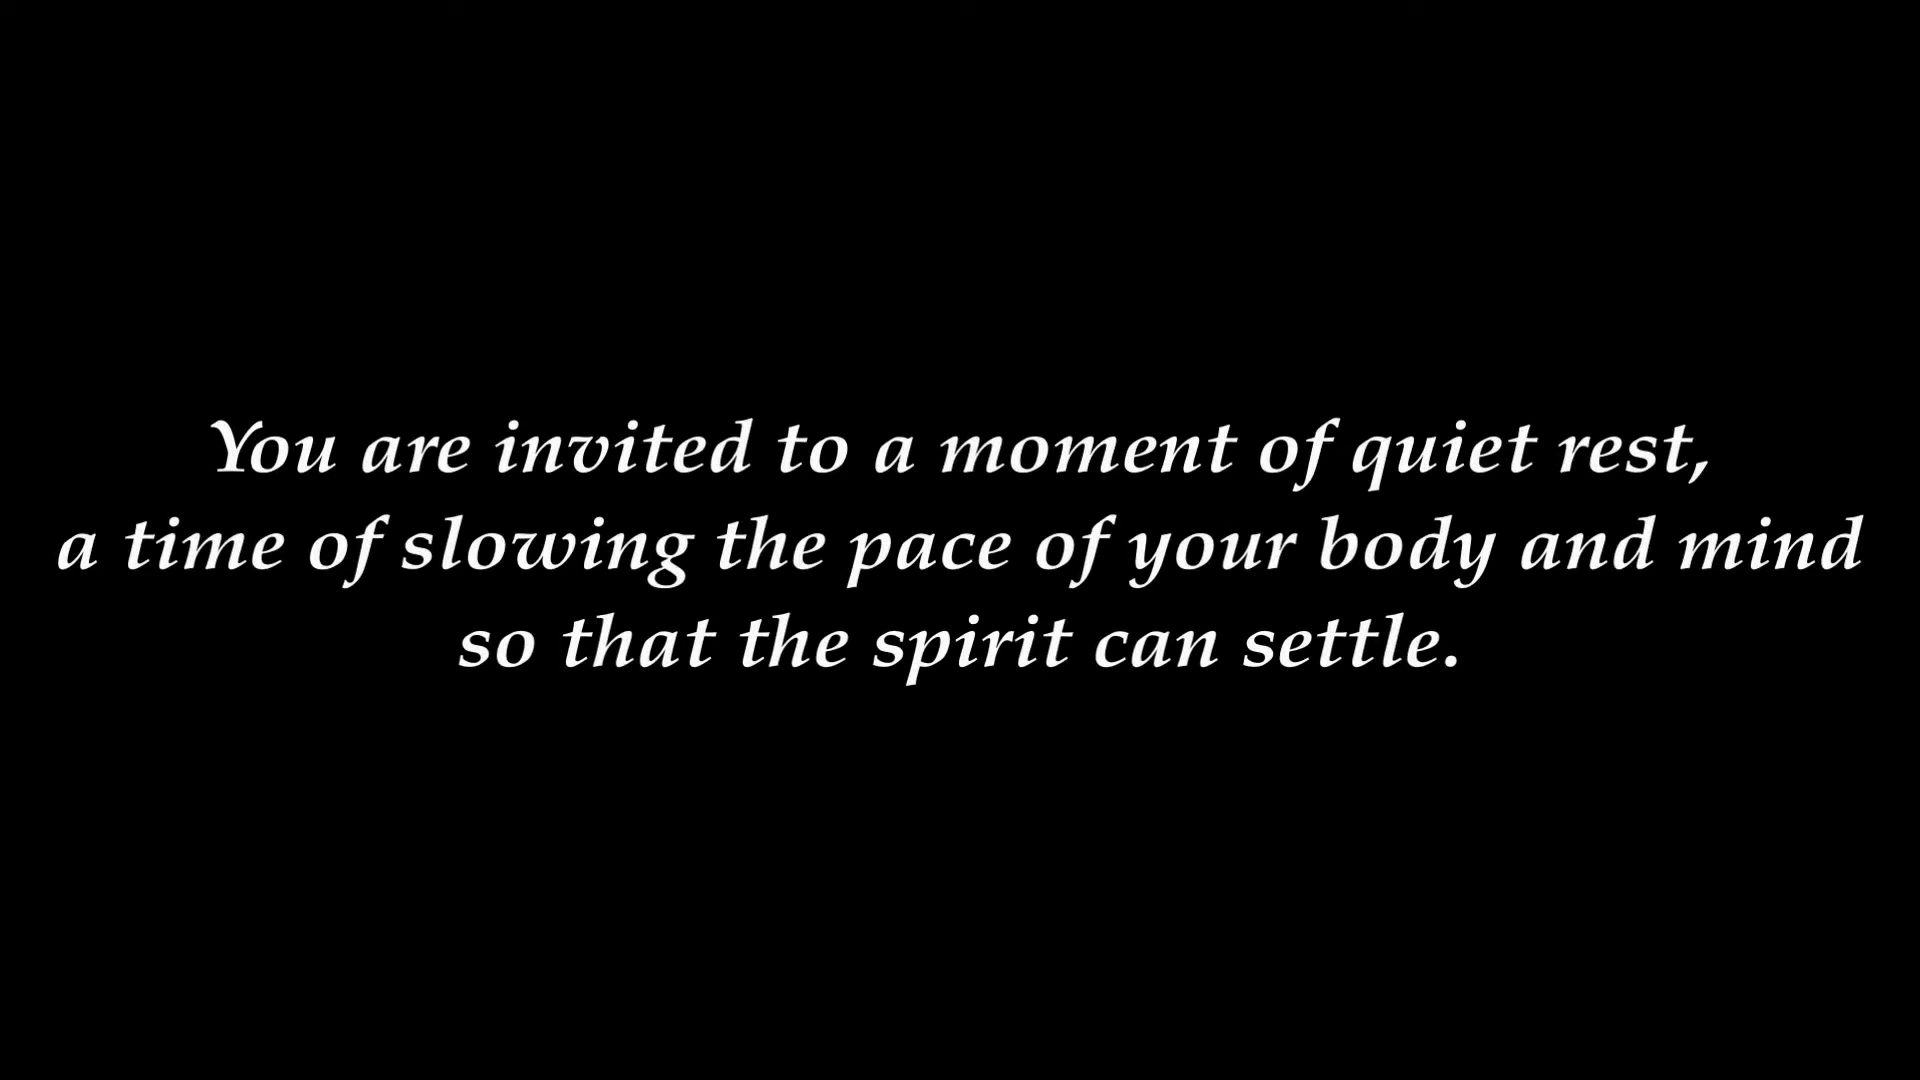 You are invited to a moment of quiet rest,
a time of slowing the pace of your body and mind
so that the spirit can settle.